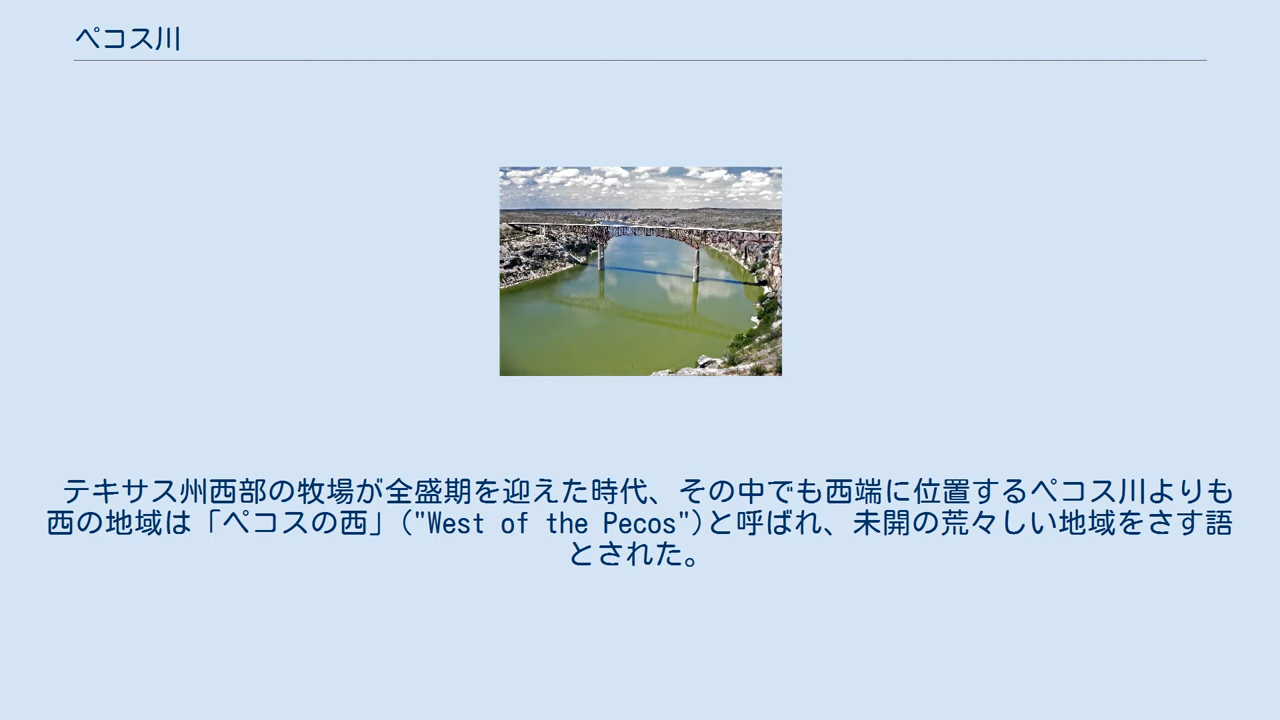 ペコス川
テキサス州西部の牧場が全盛期を迎えた時代、その中でも西端に位置するペコス川よりも
西の地域は「ペコスの西」("West of the Pecos")と呼ばれ、未開の荒々しい地域をさす語
とされた。